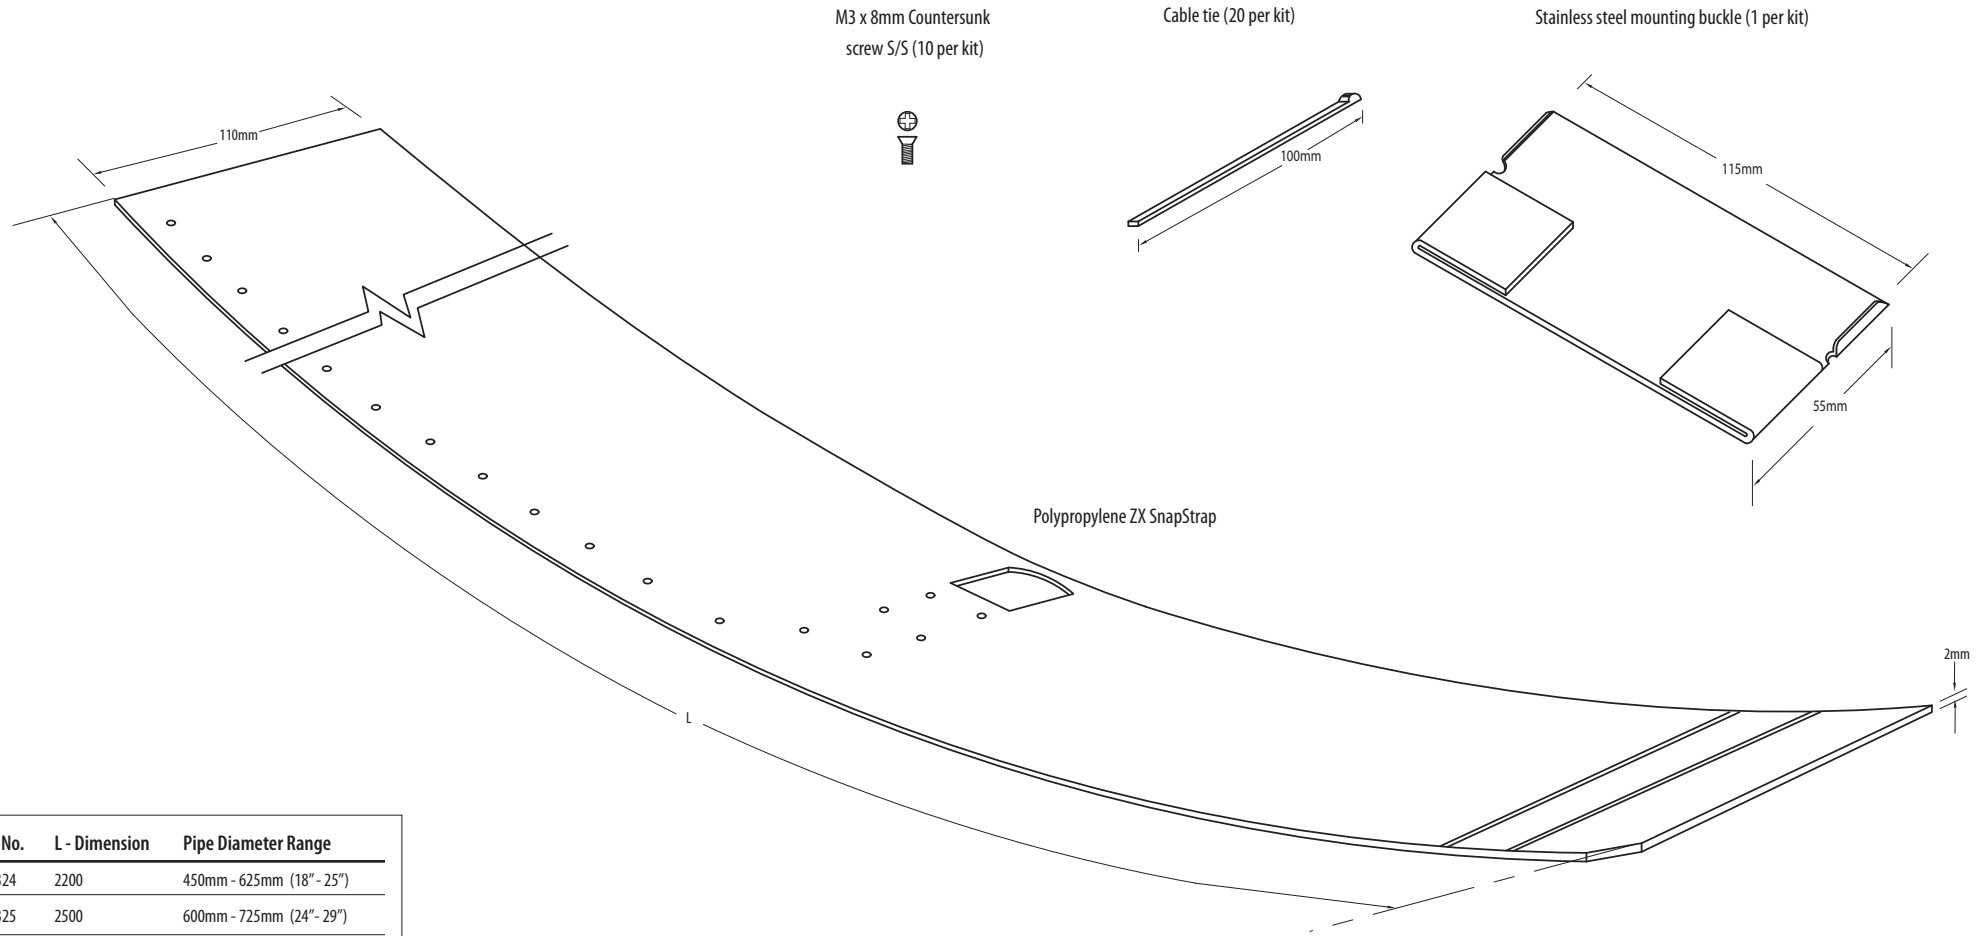 M3 x 8mm Countersunk
screw S/S (10 per kit)
Cable tie (20 per kit)
Stainless steel mounting buckle (1 per kit)
110mm
100mm
115mm
55mm
Polypropylene ZX SnapStrap
2mm
L
No. L - Dimension Pipe Diameter Range
324 2200 450mm - 625mm (18” - 25”)
325 2500 600mm - 725mm (24”- 29”)